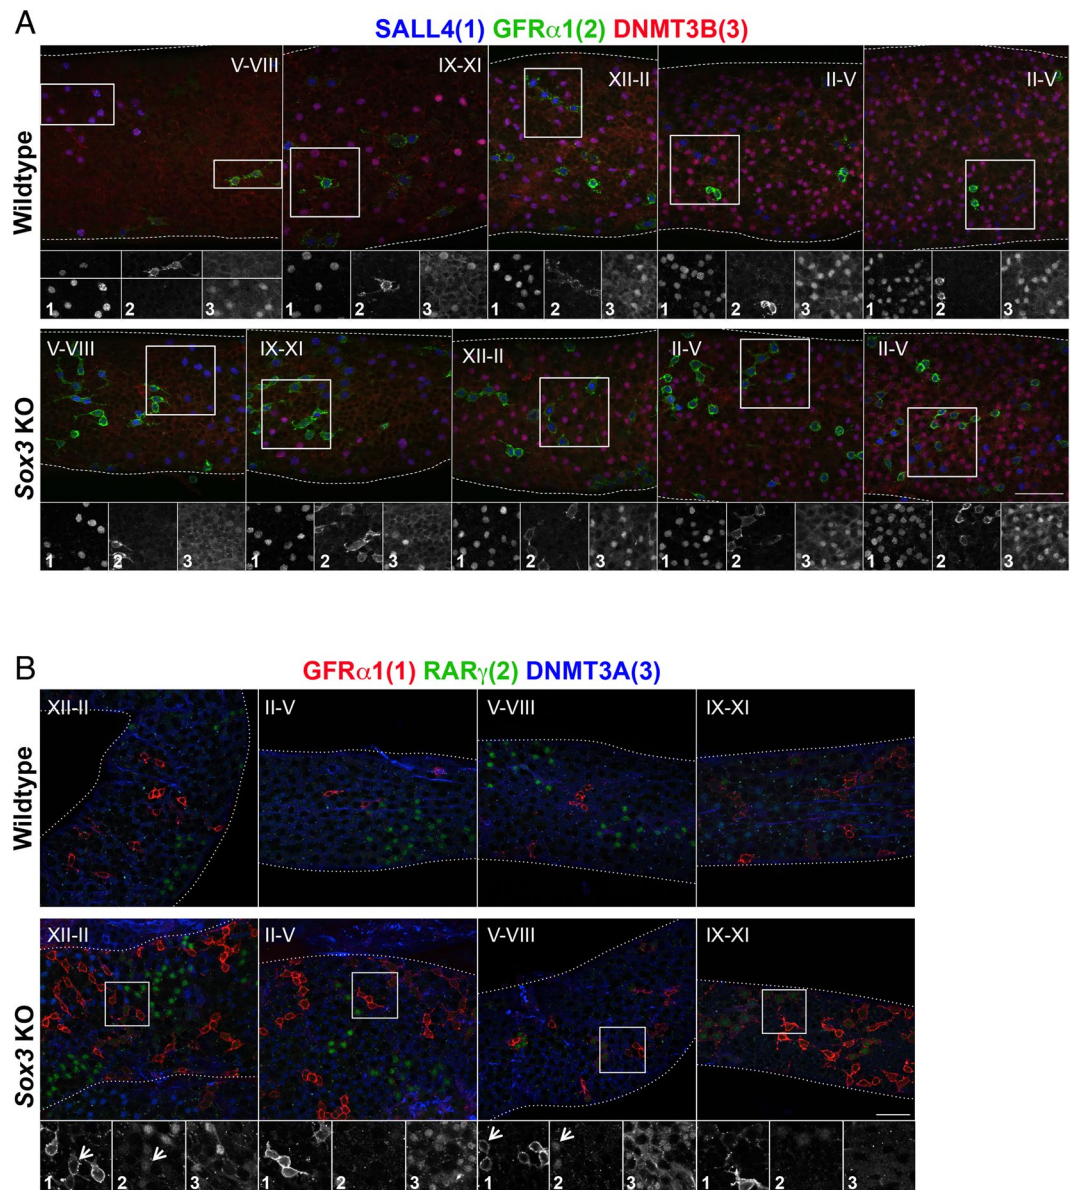 A
SALL4(1) GFRα1(2) DNMT3B(3)
Wildtype
V-VIII
IX-XI
XII-II
II-V
II-V
1 2 3 1 2 3 1 2 3 1 2 3 1 2 3
Sox3 KO
V-VIII
IX-XI
XII-II
II-V
II-V
1 2 3 1 2 3 1 2 3 1 2 3 1 2 3
B
GFRα1(1) RARγ(2) DNMT3A(3)
Wildtype
XII-II
II-V
V-VIII
IX-XI
Sox3 KO
XII-II
II-V
V-VIII
IX-XI
1 2 3 1 2 3 1 2 3 1 2 3